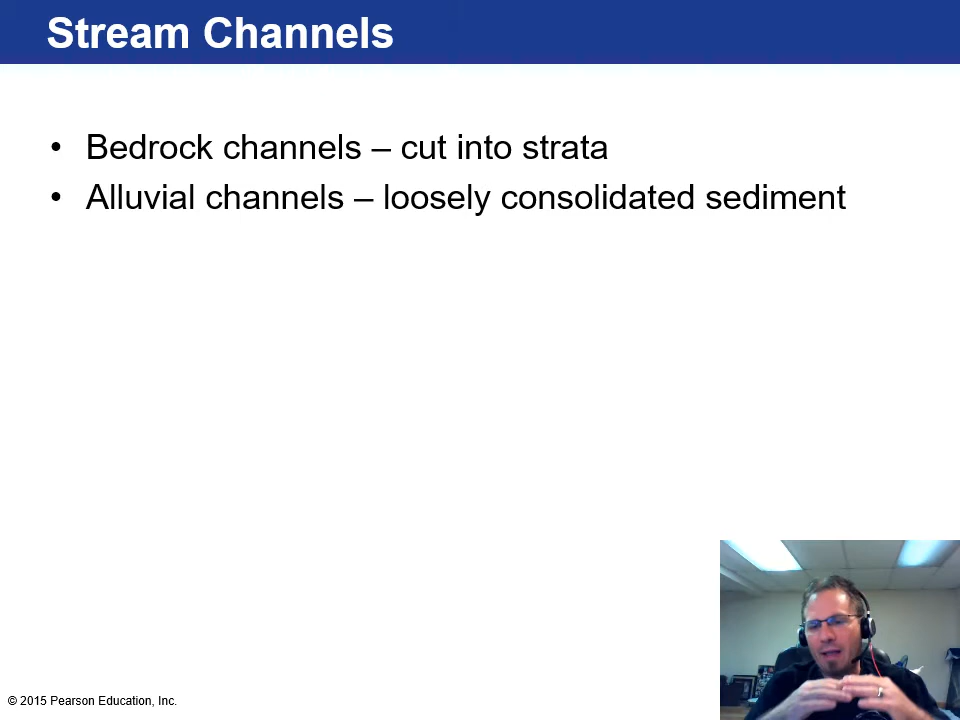 Stream Channels
• Bedrock channels – cut into strata
• Alluvial channels – loosely consolidated sediment
© 2015 Pearson Education, Inc.